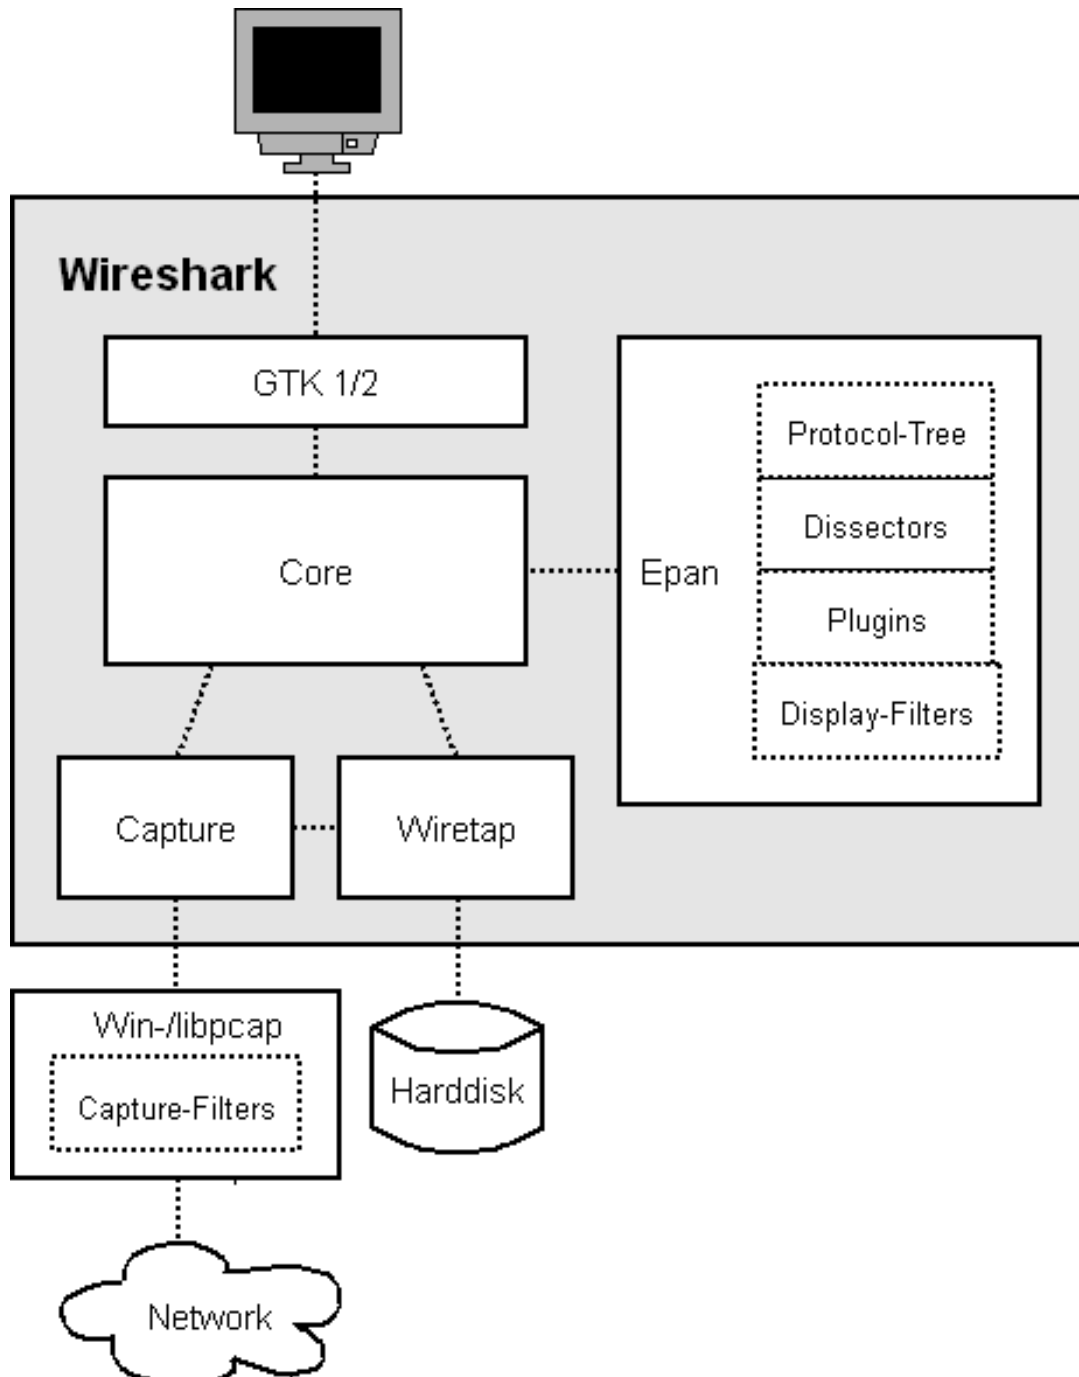 Wireshark
GTK 1/2
Protocol-Tree
Dissectors
Core
Epan
Plugins
Display-Filters
Capture
Wiretap
Win-/libpcap
Capture-Filters
Harddisk
Network